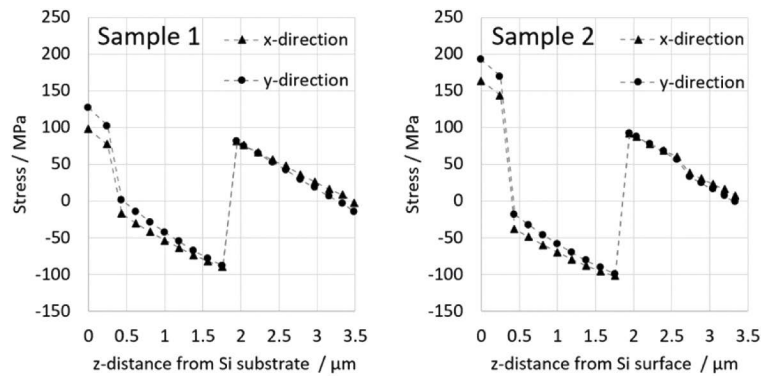 Sample 1
x-direction
y-direction
Stress / MPa
250
200
150
100
50
0
-50
-100
-150
0 0.5 1 1.5 2 2.5 3 3.5
z-distance from Si substrate / µm
Sample 2
x-direction
y-direction
Stress / MPa
250
200
150
100
50
0
-50
-100
-150
0 0.5 1 1.5 2 2.5 3 3.5
z-distance from Si surface / µm